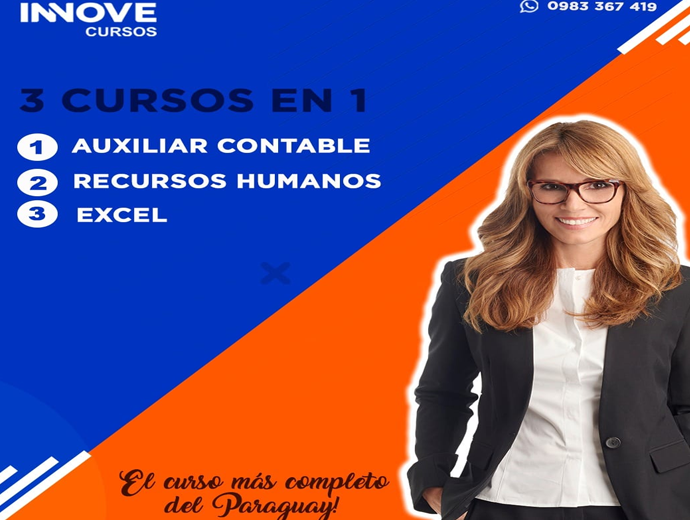 INNOVE
CURSOS
0983 367 419
3 CURSOS EN 1
1 AUXILIAR CONTABLE
2 RECURSOS HUMANOS
3 EXCEL
El curso más completo
del Paraguay!